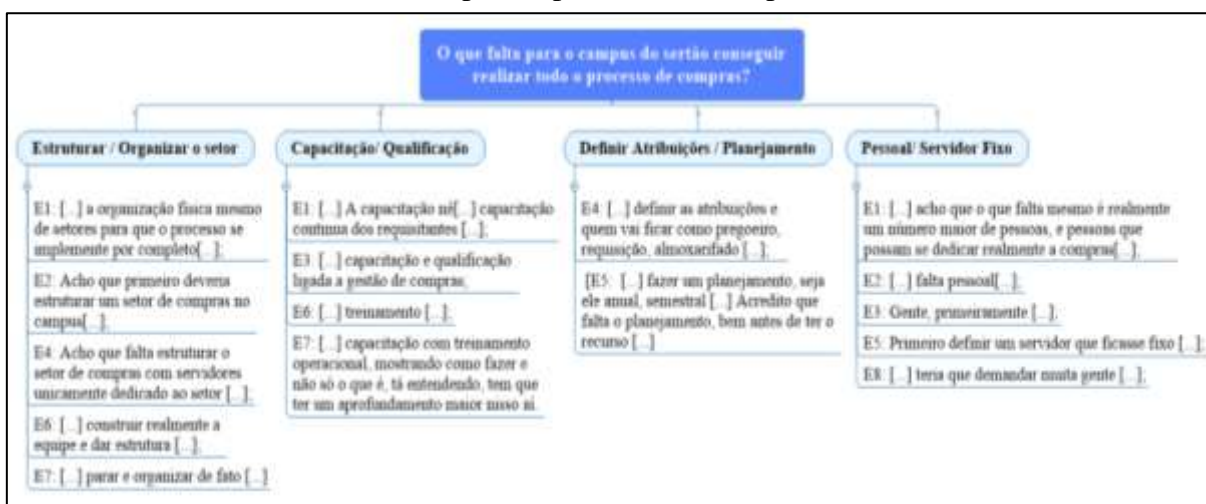 O que falta para o campus do sertão conseguir
realizar todo o processo de compras?
Estruturar / Organizar o setor
E1: [...] a organização física mesmo
de setores para que o processo se
implemente por completo[...];
E2: Acho que primeiro deveria
estruturar um setor de compras no
campus[...];
E4: Acho que falta estruturar o
setor de compras com servidores
unicamente dedicado ao setor [...];
E6: [...] construir realmente a
equipe e dar estrutura [...];
E7: [...] parar e organizar de fato [...]
Capacitação/ Qualificação
E1: [...] A capacitação né[...] capacitação
continua dos requisitantes [...];
E3: [...] capacitação e qualificação
ligada a gestão de compras;
E6: [...] treinamento [...];
E7: [...] capacitação com treinamento
operacional, mostrando como fazer e
não só o que é, tá entendendo, tem que
ter um aprofundamento maior nisso aí.
Definir Atribuições / Planejamento
E4: [...] definir as atribuições e
quem vai ficar como pregoeiro,
requisição, almoxarifado [...];
[E5: [...] fazer um planejamento, seja
ele anual, semestral [...] Acredito que
falta o planejamento, bem antes de ter o
recurso [...]
Pessoal/ Servidor Fixo
E1: [...] acho que o que falta mesmo é realmente
um número maior de pessoas, e pessoas que
possam se dedicar realmente a compras[...];
E2: [...] falta pessoal[...];
E3: Gente, primeiramente [...];
E5: Primeiro definir um servidor que ficasse fixo [...];
E8: [...] teria que demandar muita gente [...];